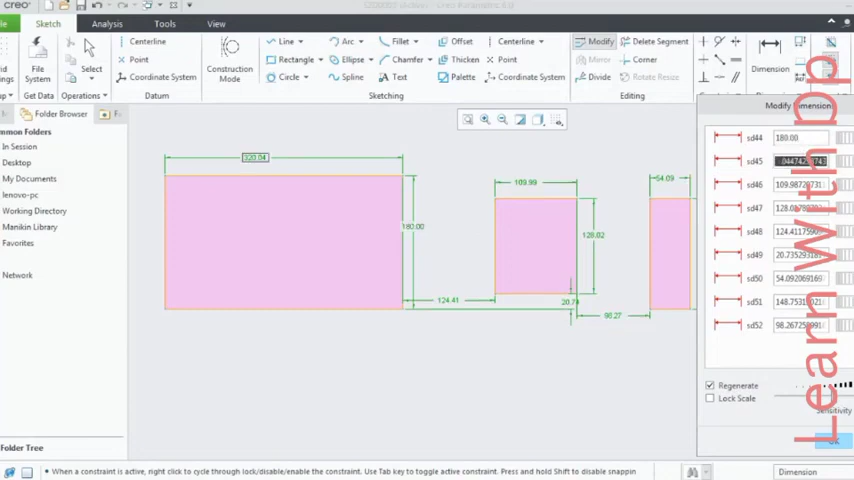 creo
Sketch
Analysis
Tools
View
Centerline
Point
Coordinate System
Line
Rectangle
Circle
Arc
Ellipse
Spline
Fillet
Chamfer
Text
Offset
Thicken
Palette
Centerline
Point
Coordinate System
Modify
Mirror
Divide
Delete Segment
Corner
Rotate Resize
File
System
Select
Construction
Mode
Dimension
Get Data
Operations
Datum
Sketching
Editing
Folder Browser
In Session
Desktop
My Documents
lenovo-pc
Working Directory
Manikin Library
Favorites
Network
320.04
180.00
124.41
109.99
128.02
20.74
54.09
Modify Dimension
sd44 180.00
sd45
sd46
sd47
sd48
sd49
sd50
sd51
sd52
Regenerate
Lock Scale
Sensitivity
OK
Learn With pp
When a constraint is active, right click to cycle through lock/disable/enable the constraint. Use Tab key to toggle active constraint. Press and hold Shift to disable snappin
Dimension